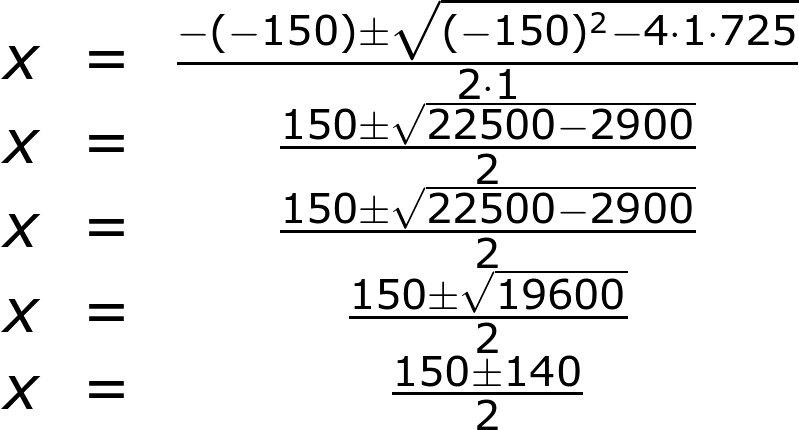 x = (-(-150)±√((-150)²-4·1·725))/(2·1)
x = (150±√(22500-2900))/2
x = (150±√(22500-2900))/2
x = (150±√(19600))/2
x = (150±140)/2